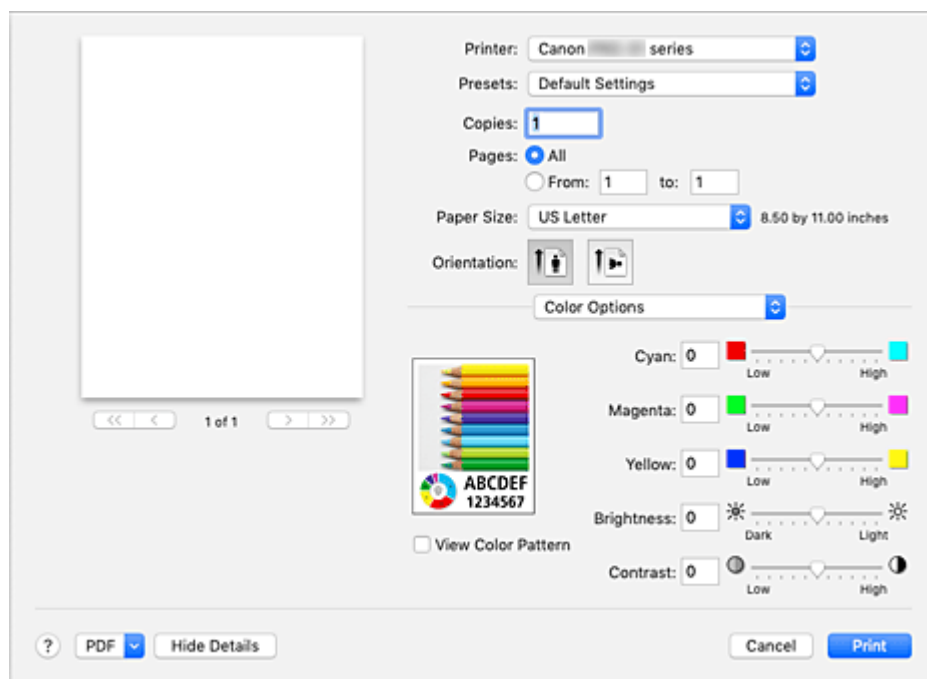 Printer: Canon series
Presets: Default Settings
Copies: 1
Pages: All
From: 1 to: 1
Paper Size: US Letter 8.50 by 11.00 inches
Orientation:
Color Options
<< < 1 of 1 > >>
Cyan: 0
Low High
Magenta: 0
Low High
Yellow: 0
Low High
ABCDEF
1234567
Brightness: 0
Dark Light
View Color Pattern
Contrast: 0
Low High
? PDF Hide Details Cancel Print